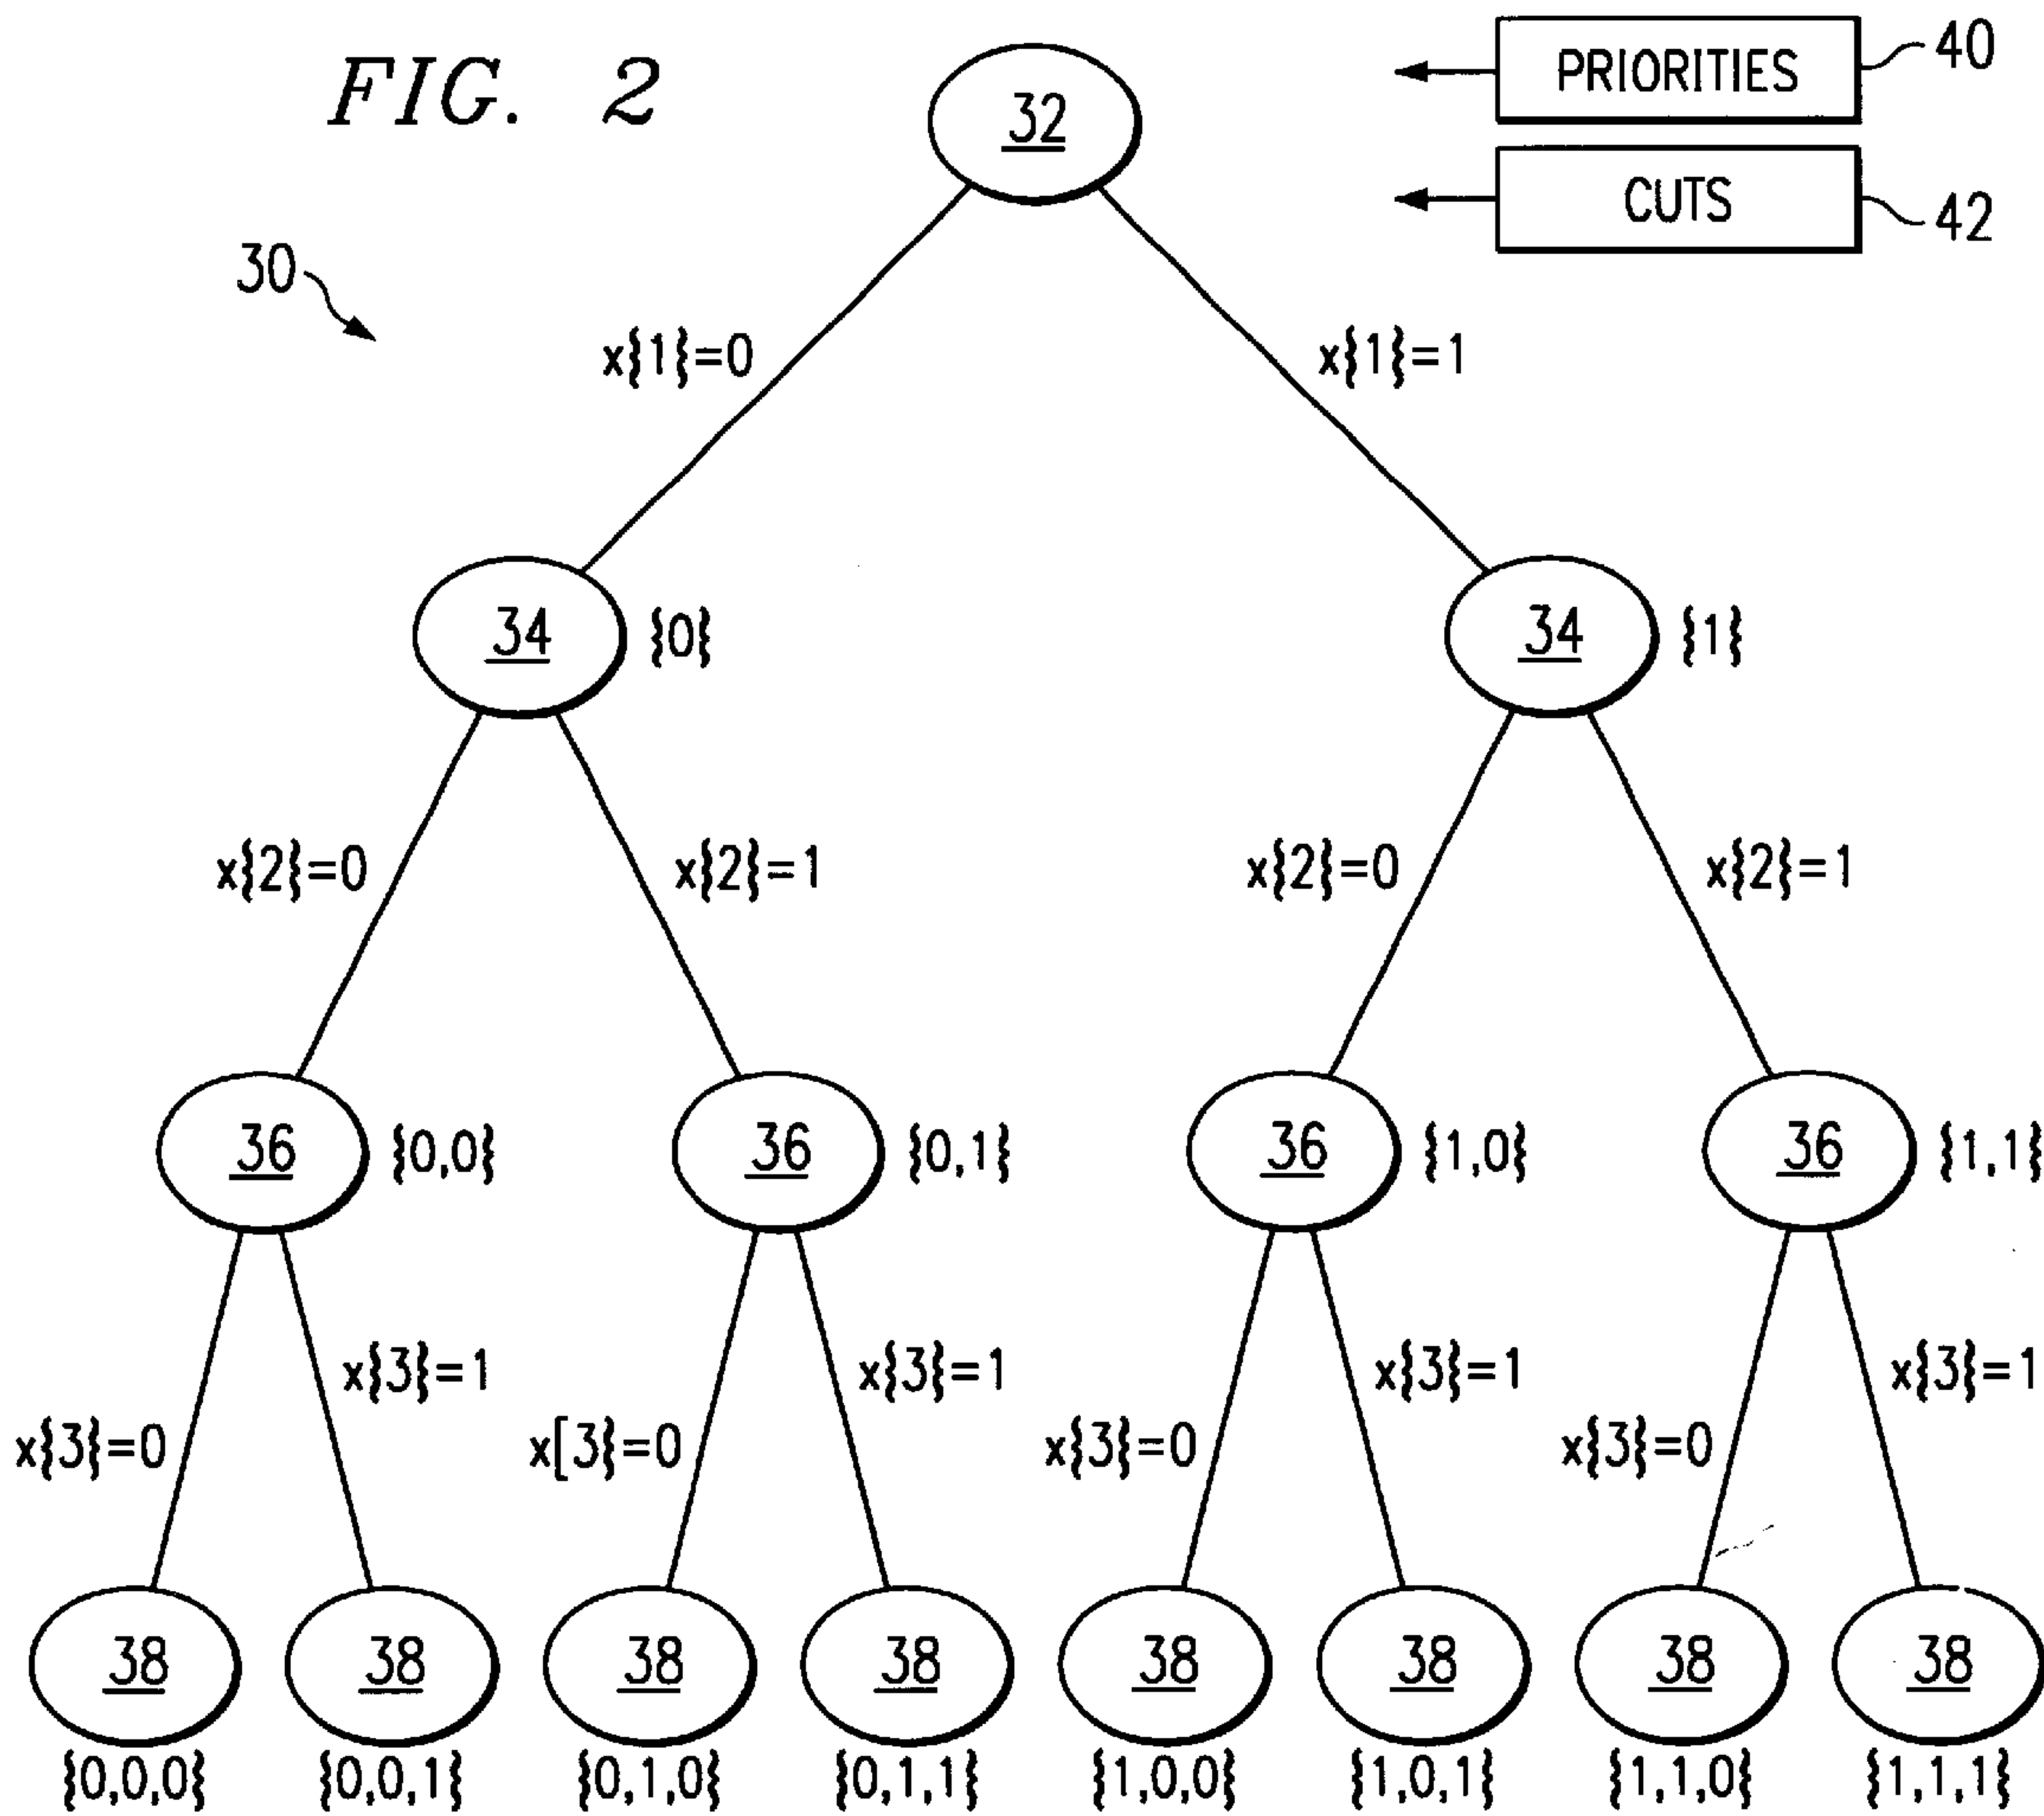 FIG. 2
32
PRIORITIES
40
CUTS
42
30
x{1}=0
x{1}=1
34
{0}
34
{1}
x{2}=0
x{2}=1
x{2}=0
x{2}=1
36
{0,0}
36
{0,1}
36
{1,0}
36
{1,1}
x{3}=1
x{3}=1
x{3}=1
x{3}=1
x{3}=0
x[3}=0
x{3}=0
x{3}=0
38
38
38
38
38
38
38
38
{0,0,0}
{0,0,1}
{0,1,0}
{0,1,1}
{1,0,0}
{1,0,1}
{1,1,0}
{1,1,1}